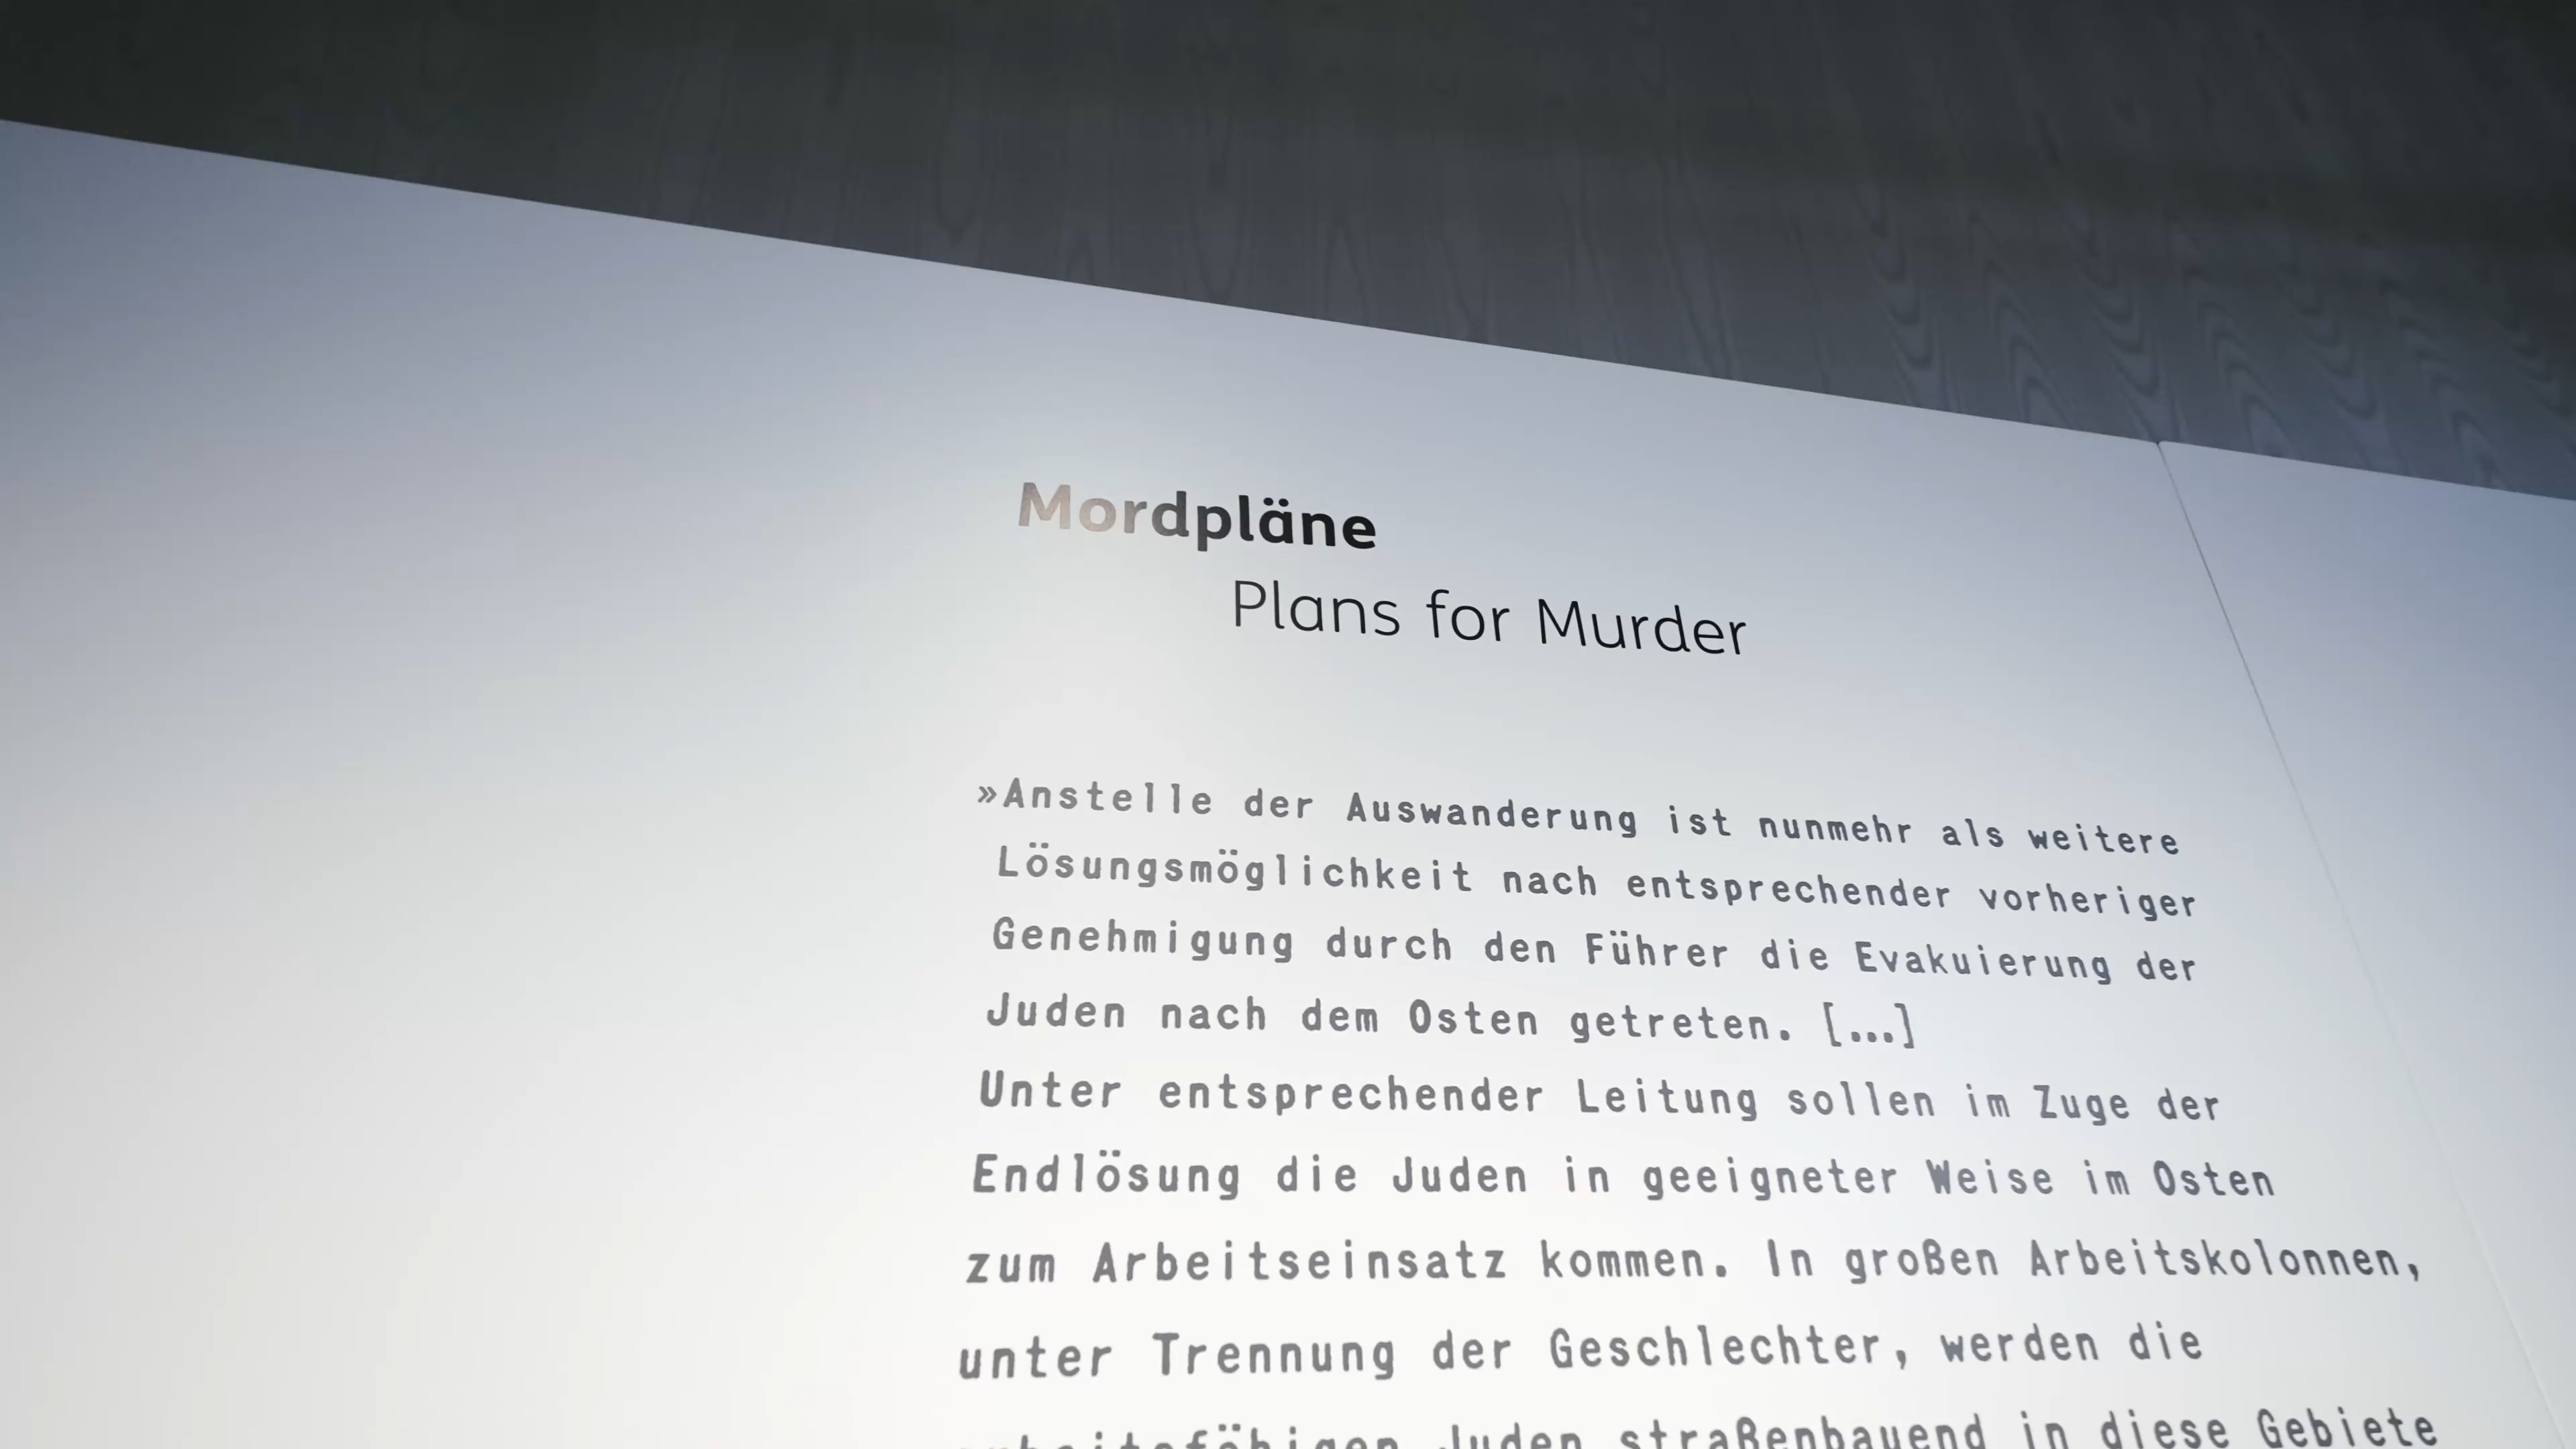 Mordpläne
Plans for Murder
»Anstelle der Auswanderung ist nunmehr als weitere
Lösungsmöglichkeit nach entsprechender vorheriger
Genehmigung durch den Führer die Evakuierung der
Juden nach dem Osten getreten. [...]
Unter entsprechender Leitung sollen im Zuge der
Endlösung die Juden in geeigneter Weise im Osten
zum Arbeitseinsatz kommen. In großen Arbeitskolonnen,
unter Trennung der Geschlechter, werden die
arbeitsfähigen Juden straßenbauend in diese Gebiete